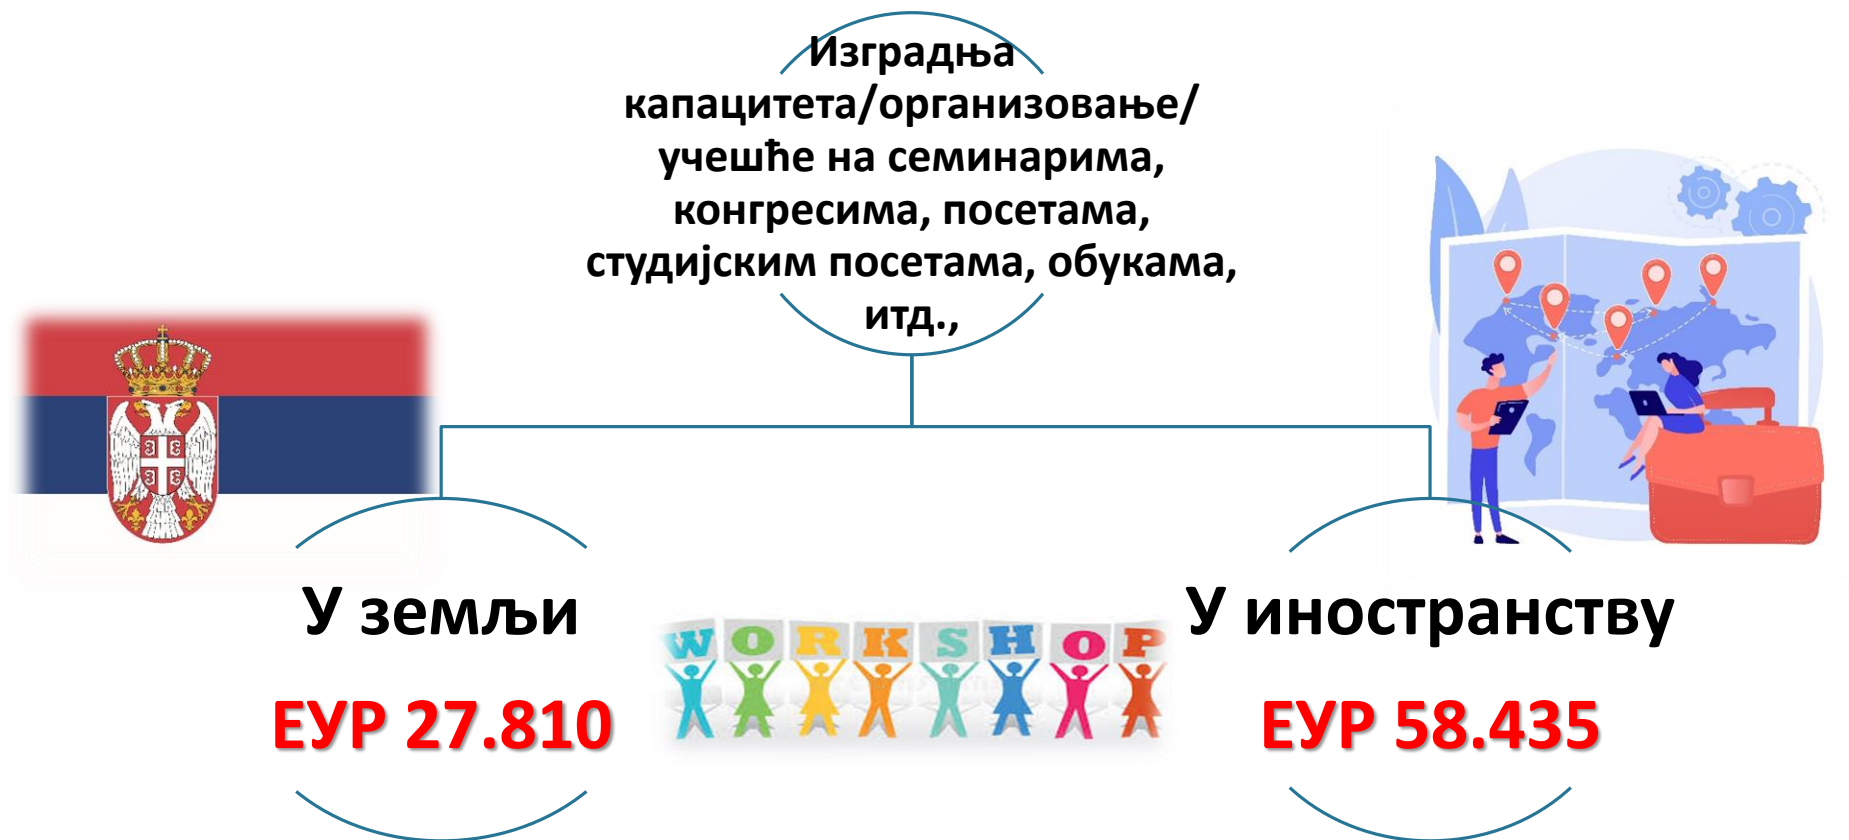 Изградња
капацитета/организовање/
учешће на семинарима,
конгресима, посетама,
студијским посетама, обукама,
итд.,
У земљи
ЕУР 27.810
WORKSHOP
У иностранству
ЕУР 58.435